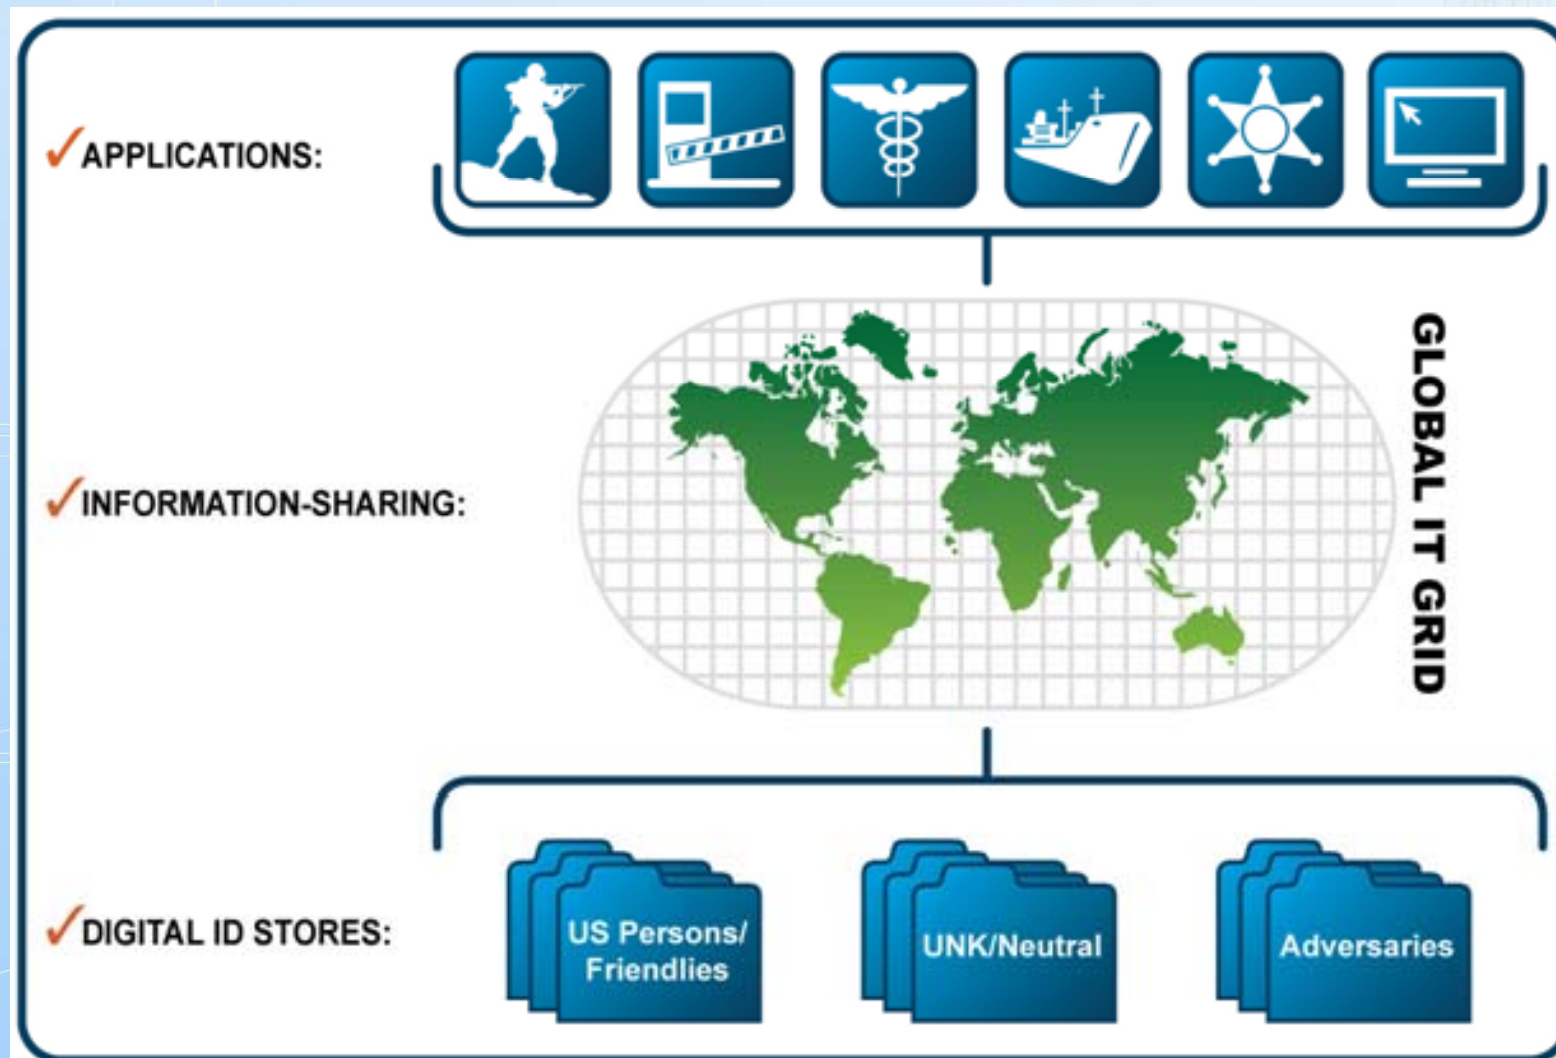 APPLICATIONS:
INFORMATION-SHARING:
GLOBAL IT GRID
DIGITAL ID STORES:
US Persons/
Friendlies
UNK/Neutral
Adversaries